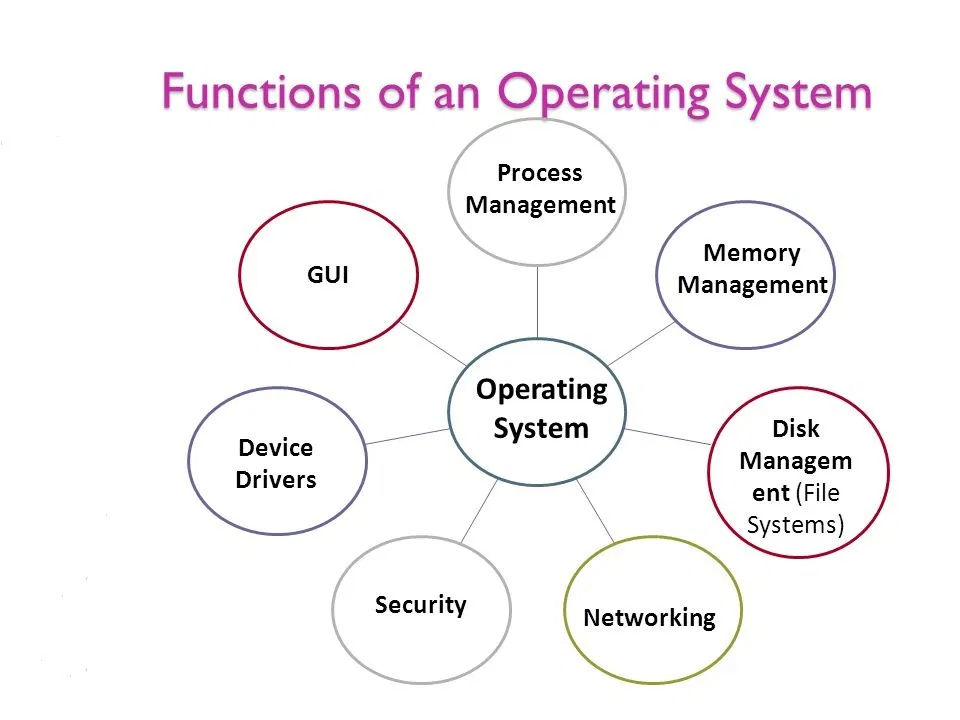 Functions of an Operating System
Process
Management
Memory
Management
Disk
Managem
ent (File
Systems)
Networking
Security
Device
Drivers
GUI
Operating
System